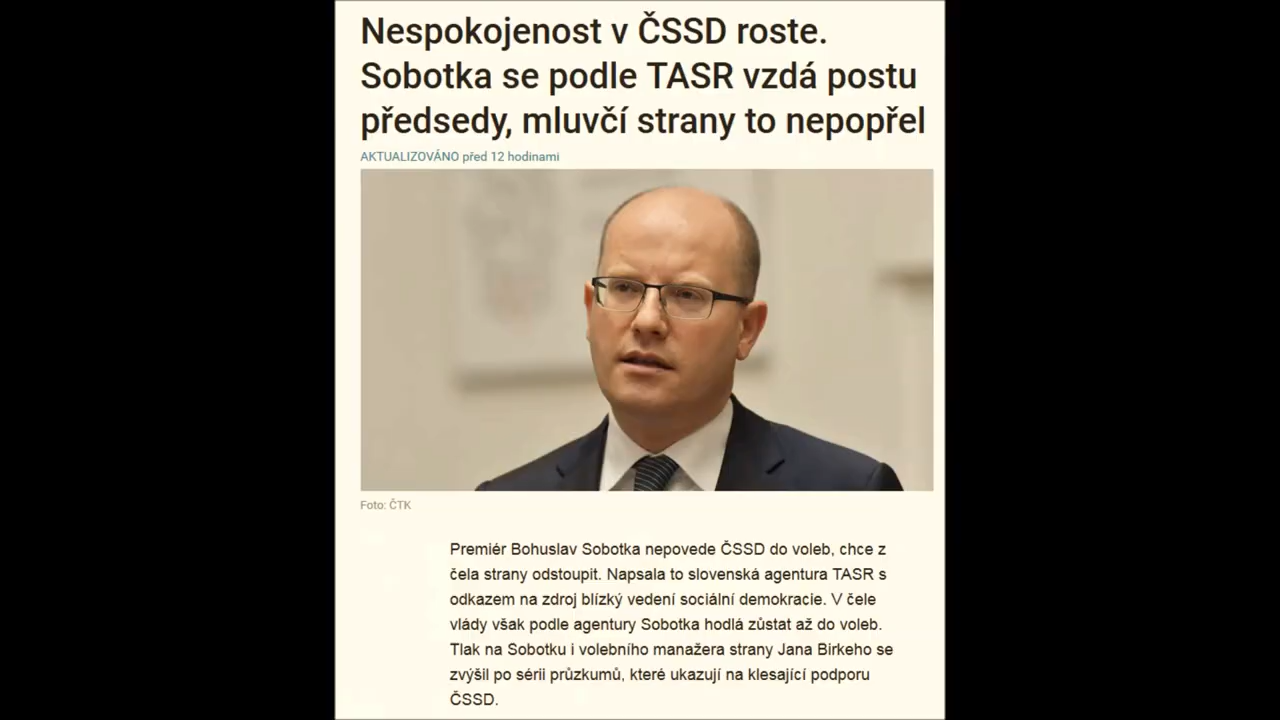 Nespokojenost v ČSSD roste.
Sobotka se podle TASR vzdá postu
předsedy, mluvčí strany to nepopřel
AKTUALIZOVÁNO před 12 hodinami
Foto: ČTK
Premiér Bohuslav Sobotka nepovede ČSSD do voleb, chce z
čela strany odstoupit. Napsala to slovenská agentura TASR s
odkazem na zdroj blízký vedení sociální demokracie. V čele
vlády však podle agentury Sobotka hodlá zůstat až do voleb.
Tlak na Sobotku i volebního manažera strany Jana Birkeho se
zvýšil po sérii průzkumů, které ukazují na klesající podporu
ČSSD.